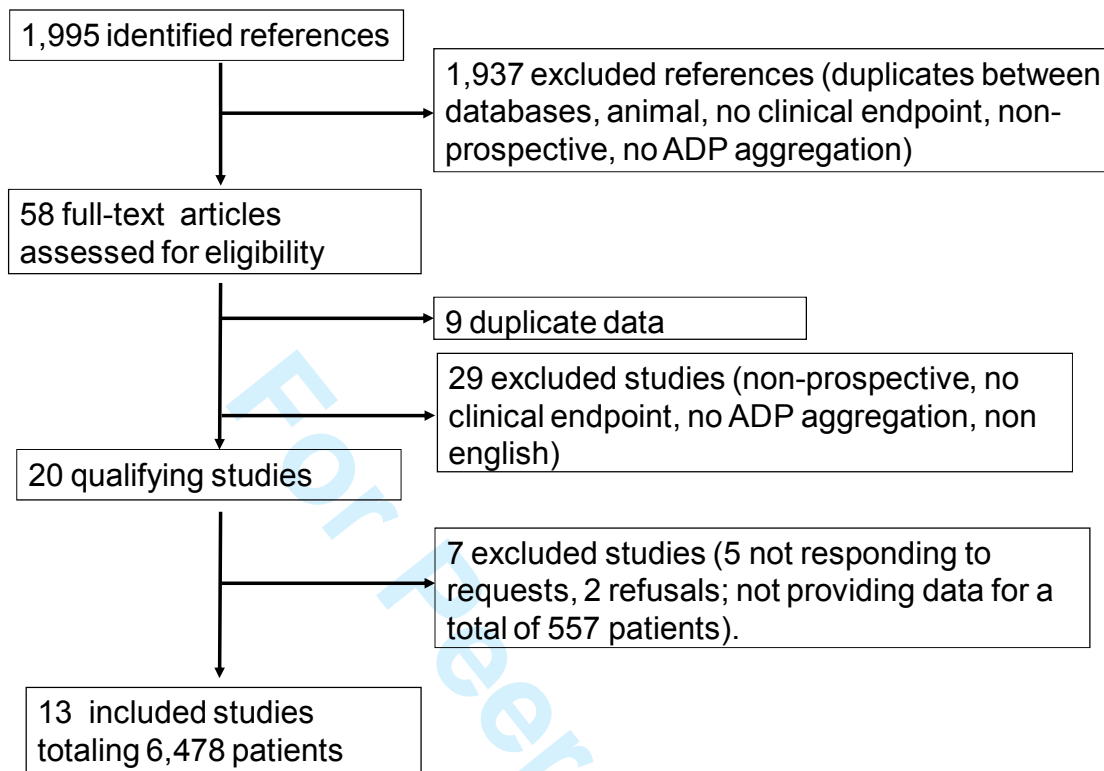 1,995 identified references
1,937 excluded references (duplicates between
databases, animal, no clinical endpoint, non-
prospective, no ADP aggregation)
58 full-text articles
assessed for eligibility
9 duplicate data
29 excluded studies (non-prospective, no
clinical endpoint, no ADP aggregation, non
english)
20 qualifying studies
7 excluded studies (5 not responding to
requests, 2 refusals; not providing data for a
total of 557 patients).
13 included studies
totaling 6,478 patients
For Peer